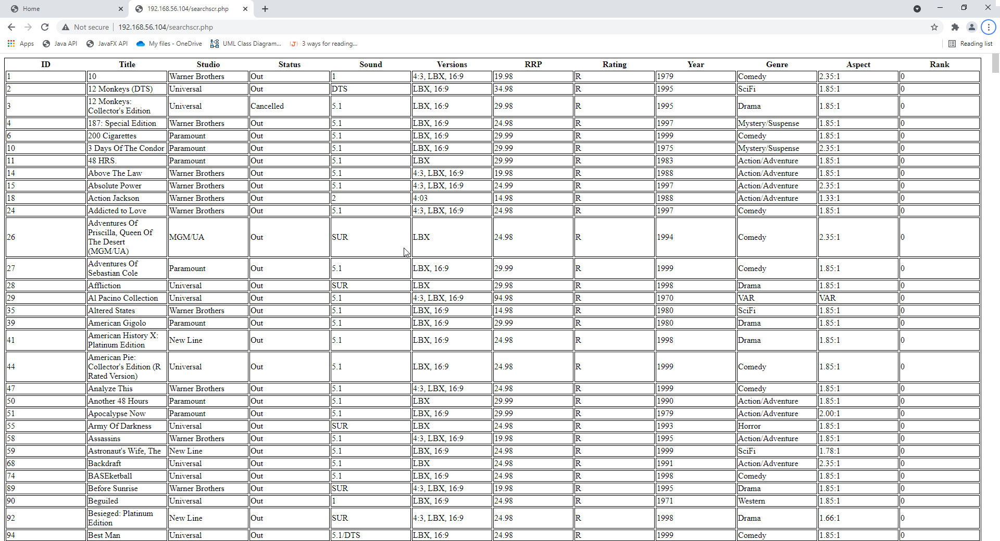 Home
192.168.56.104/searchscr.php
Not secure 192.168.56.104/searchscr.php
Apps Java API JavaFX API My files - OneDrive UML Class Diagram... (J) 3 ways for reading... Reading list
ID Title Studio Status Sound Versions RRP Rating Year Genre Aspect Rank
1 10 Warner Brothers Out 1 4:3, LBX, 16:9 19.98 R 1979 Comedy 2.35:1 0
2 12 Monkeys (DTS) Universal Out DTS LBX, 16:9 34.98 R 1995 SciFi 1.85:1 0
3 12 Monkeys:
Collector's Edition Universal Cancelled 5.1 LBX, 16:9 29.98 R 1995 Drama 1.85:1 0
4 187: Special Edition Warner Brothers Out 5.1 LBX, 16:9 24.98 R 1997 Mystery/Suspense 1.85:1 0
6 200 Cigarettes Paramount Out 5.1 LBX, 16:9 29.99 R 1999 Comedy 1.85:1 0
10 3 Days Of The Condor Paramount Out 5.1 LBX, 16:9 29.99 R 1975 Mystery/Suspense 2.35:1 0
11 48 HRS. Paramount Out 5.1 LBX 29.99 R 1983 Action/Adventure 1.85:1 0
14 Above The Law Warner Brothers Out 5.1 4:3, LBX, 16:9 19.98 R 1988 Action/Adventure 1.85:1 0
15 Absolute Power Warner Brothers Out 5.1 4:3, LBX, 16:9 24.99 R 1997 Action/Adventure 2.35:1 0
18 Action Jackson Warner Brothers Out 2 4:03 14.98 R 1988 Action/Adventure 1.33:1 0
24 Addicted to Love Warner Brothers Out 5.1 4:3, LBX, 16:9 24.98 R 1997 Comedy 1.85:1 0
26 Adventures Of
Priscilla, Queen Of
The Desert
(MGM/UA) MGM/UA Out SUR LBX 24.98 R 1994 Comedy 2.35:1 0
27 Adventures Of
Sebastian Cole Paramount Out 5.1 LBX, 16:9 29.99 R 1999 Comedy 1.85:1 0
28 Affliction Universal Out SUR LBX 29.98 R 1998 Drama 1.85:1 0
29 Al Pacino Collection Universal Out 5.1 4:3, LBX, 16:9 94.98 R 1970 VAR VAR 0
35 Altered States Warner Brothers Out 5.1 LBX, 16:9 14.98 R 1980 SciFi 1.85:1 0
39 American Gigolo Paramount Out 5.1 LBX, 16:9 29.99 R 1980 Drama 1.85:1 0
41 American History X:
Platinum Edition New Line Out 5.1 LBX, 16:9 24.98 R 1998 Drama 1.85:1 0
44 American Pie:
Collector's Edition (R
Rated Version) Universal Out 5.1 LBX, 16:9 24.98 R 1999 Comedy 1.85:1 0
47 Analyze This Warner Brothers Out 5.1 4:3, LBX, 16:9 24.98 R 1999 Comedy 1.85:1 0
50 Another 48 Hours Paramount Out 5.1 LBX 29.99 R 1990 Action/Adventure 1.85:1 0
51 Apocalypse Now Paramount Out 5.1 LBX, 16:9 29.99 R 1979 Action/Adventure 2.00:1 0
55 Army Of Darkness Universal Out SUR LBX 24.98 R 1993 Horror 1.85:1 0
58 Assassins Warner Brothers Out 5.1 4:3, LBX, 16:9 19.98 R 1995 Action/Adventure 1.85:1 0
59 Astronaut's Wife, The New Line Out 5.1 LBX, 16:9 24.98 R 1999 SciFi 1.78:1 0
68 Backdraft Universal Out 5.1 LBX 24.98 R 1991 Action/Adventure 2.35:1 0
74 BASEketball Universal Out 5.1 LBX, 16:9 24.98 R 1998 Comedy 1.85:1 0
89 Before Sunrise Warner Brothers Out SUR 4:3, LBX, 16:9 19.98 R 1995 Drama 1.85:1 0
90 Beguiled Universal Out 1 LBX, 16:9 24.98 R 1971 Western 1.85:1 0
92 Besieged: Platinum
Edition New Line Out SUR 4:3, LBX, 16:9 24.98 R 1998 Drama 1.66:1 0
94 Best Man Universal Out 5.1/DTS LBX, 16:9 24.98 R 1999 Comedy 1.85:1 0